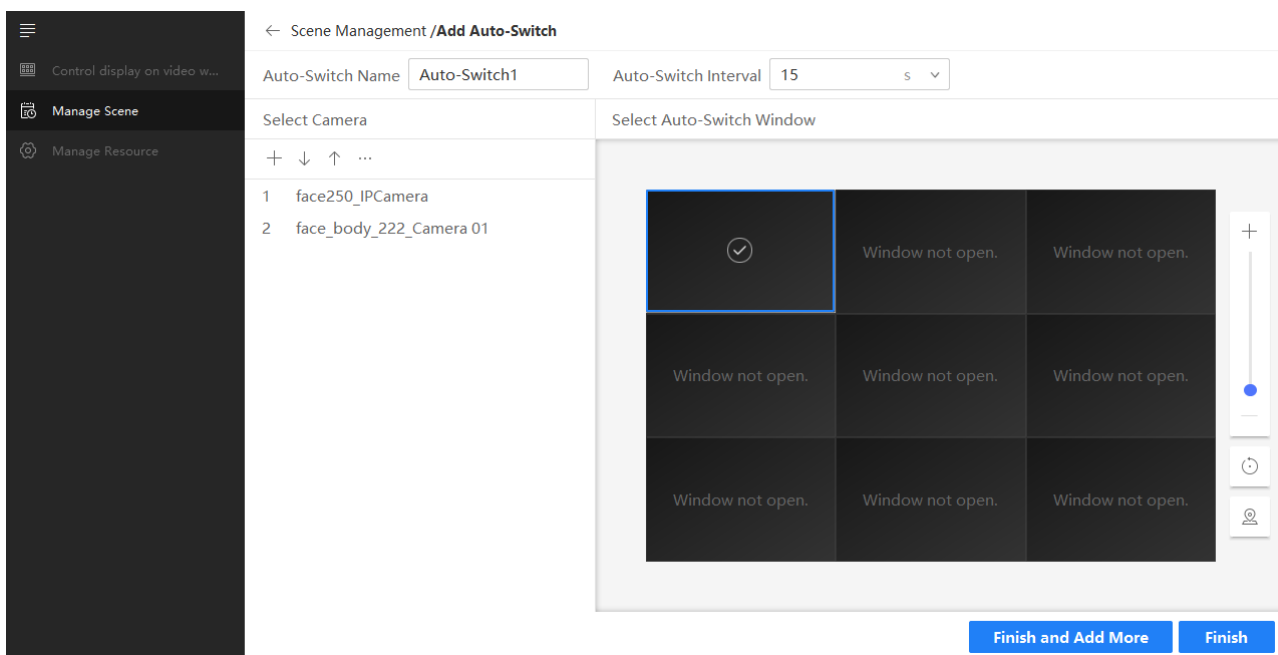 Scene Management /Add Auto-Switch
Control display on video w...
Manage Scene
Manage Resource
Auto-Switch Name Auto-Switch1 Auto-Switch Interval 15 s
Select Camera
Select Auto-Switch Window
1 face250_IPCamera
2 face_body_222_Camera 01
Window not open. Window not open.
Window not open. Window not open. Window not open.
Window not open. Window not open. Window not open.
Finish and Add More Finish